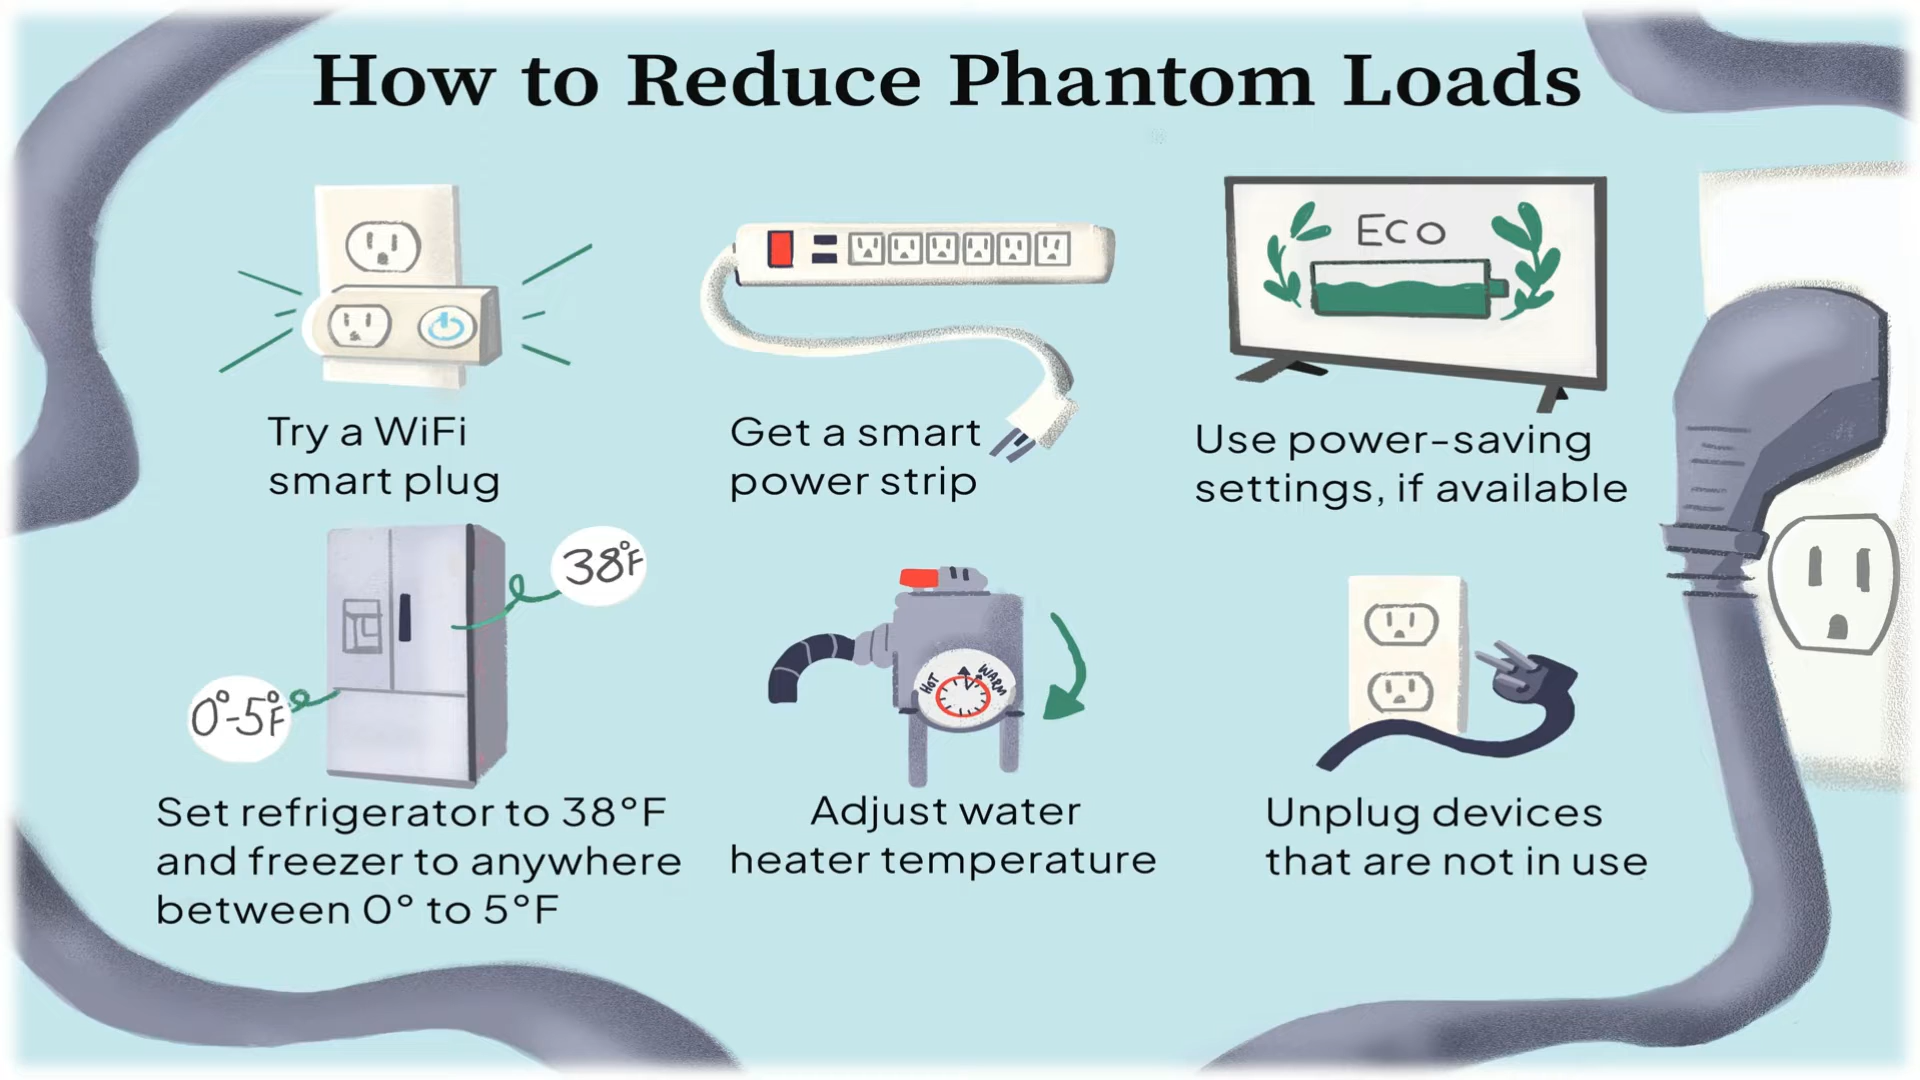 How to Reduce Phantom Loads
Try a WiFi
smart plug
Get a smart
power strip
Eco
Use power-saving
settings, if available
38°F
0°-5°F
Set refrigerator to 38°F
and freezer to anywhere
between 0° to 5°F
HOT
WARM
Adjust water
heater temperature
Unplug devices
that are not in use